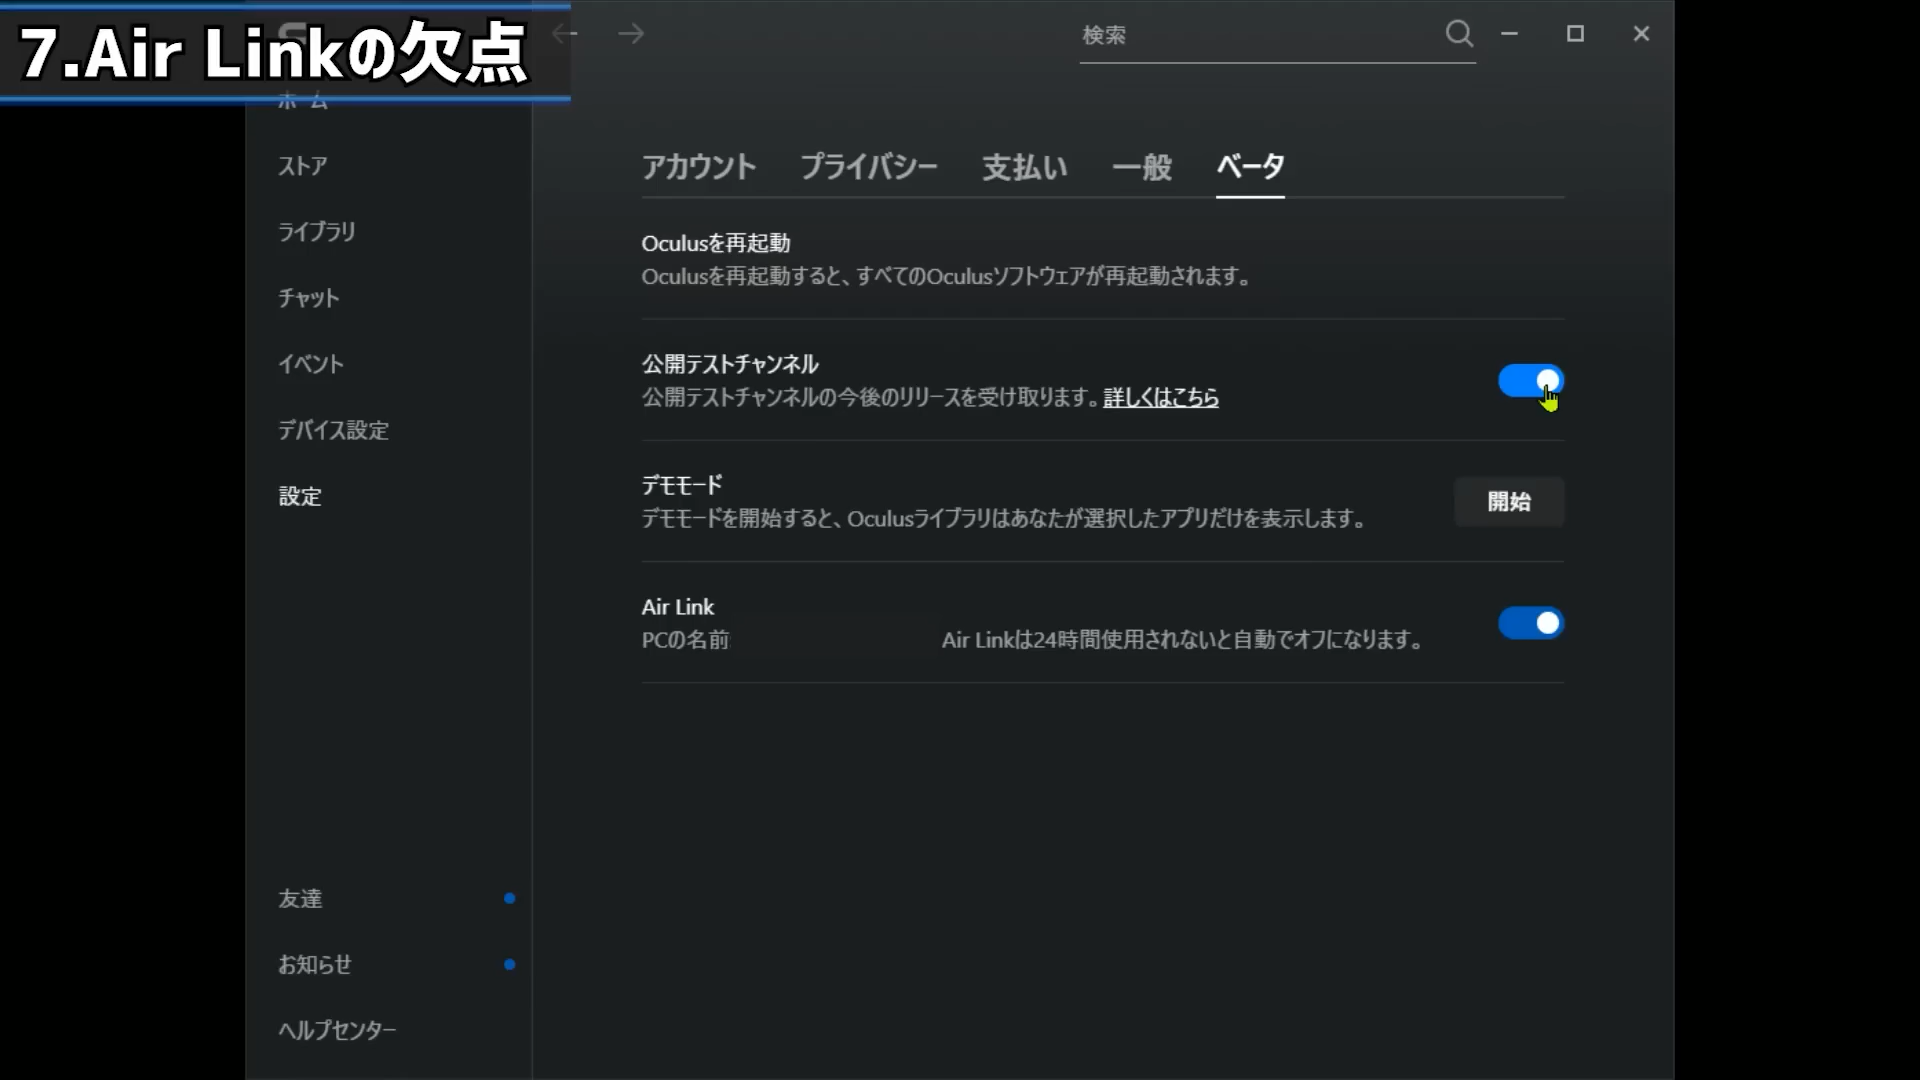 7.Air Linkの欠点
検索
ホーム
ストア
ライブラリ
チャット
イベント
デバイス設定
設定
友達
お知らせ
ヘルプセンター
アカウント プライバシー 支払い 一般 ベータ
Oculusを再起動
Oculusを再起動すると、すべてのOculusソフトウェアが再起動されます。
公開テストチャンネル
公開テストチャンネルの今後のリリースを受け取ります。詳しくはこちら
デモモード
デモモードを開始すると、Oculusライブラリはあなたが選択したアプリだけを表示します。
開始
Air Link
PCの名前: Air Linkは24時間使用されないと自動でオフになります。